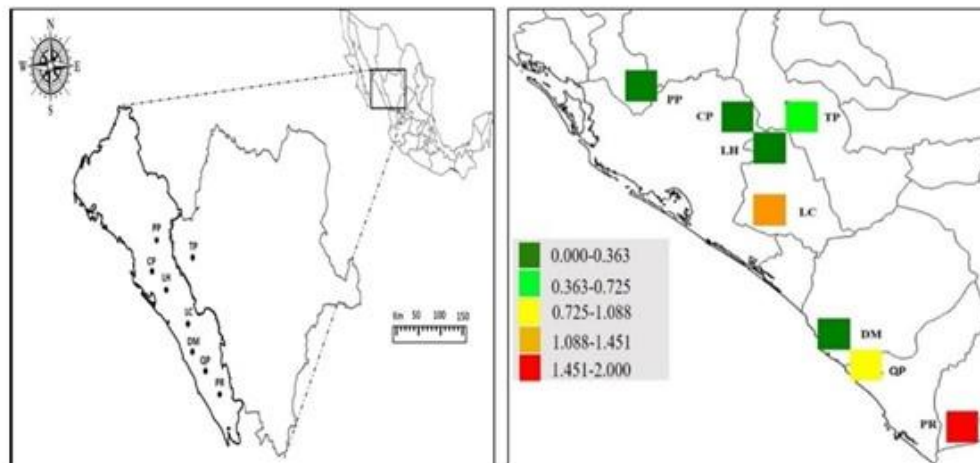 N
W
E
S
PP
TP
CP
LH
LC
DM
QP
PR
Km 0 50 100 150
PP
CP
TP
LH
LC
0.000-0.363
0.363-0.725
0.725-1.088
1.088-1.451
1.451-2.000
DM
QP
PR